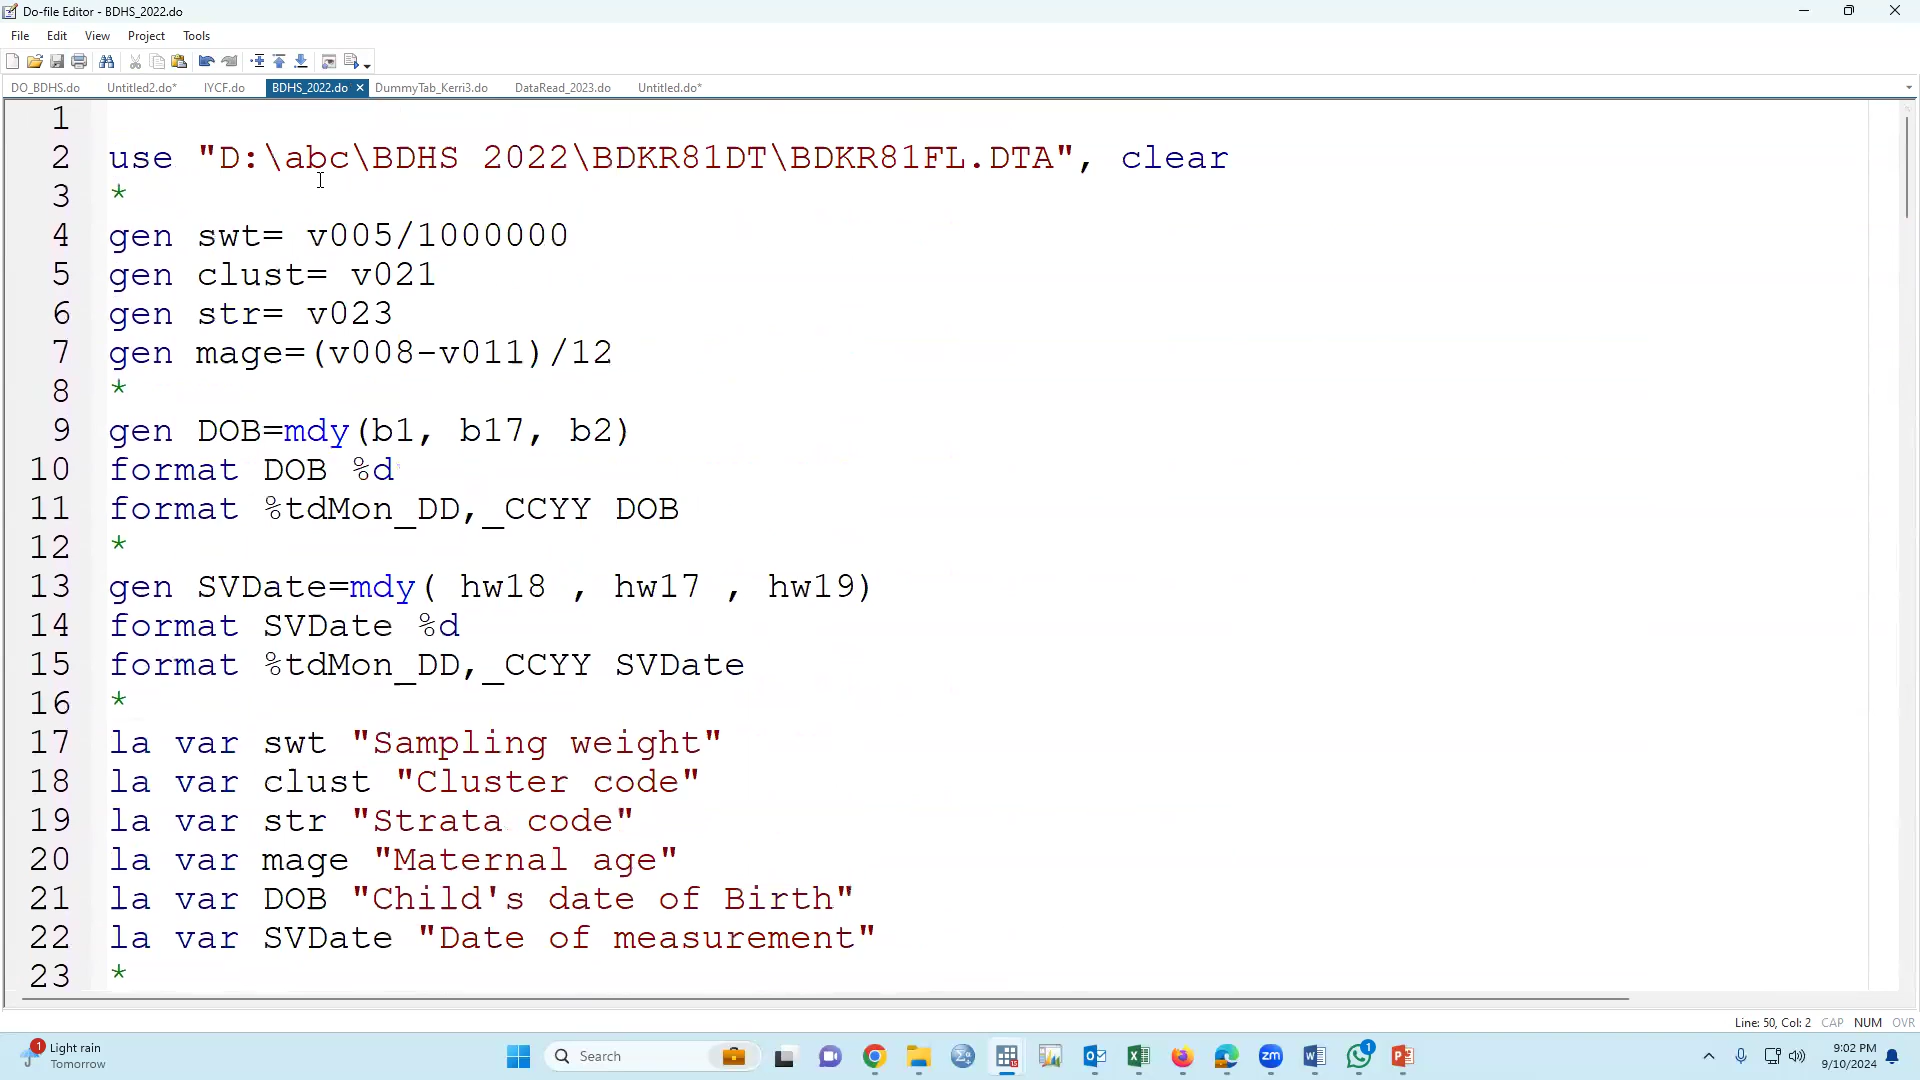 Do-file Editor - BDHS_2022.do
File Edit View Project Tools
DO_BDHS.do Untitled2.do* IYCF.do BDHS_2022.do DummyTab_Kerri3.do DataRead_2023.do Untitled.do*
1
2 use "D:\abc\BDHS 2022\BDKR81DT\BDKR81FL.DTA", clear
3 *
4 gen swt= v005/1000000
5 gen clust= v021
6 gen str= v023
7 gen mage=(v008-v011)/12
8 *
9 gen DOB=mdy(b1, b17, b2)
10 format DOB %d
11 format %tdMon_DD,_CCYY DOB
12 *
13 gen SVDate=mdy( hw18 , hw17 , hw19)
14 format SVDate %d
15 format %tdMon_DD,_CCYY SVDate
16 *
17 la var swt "Sampling weight"
18 la var clust "Cluster code"
19 la var str "Strata code"
20 la var mage "Maternal age"
21 la var DOB "Child's date of Birth"
22 la var SVDate "Date of measurement"
23 *
Line: 50, Col: 2 CAP NUM OVR
1 Light rain
Tomorrow
Search
zm
1
9:02 PM
9/10/2024